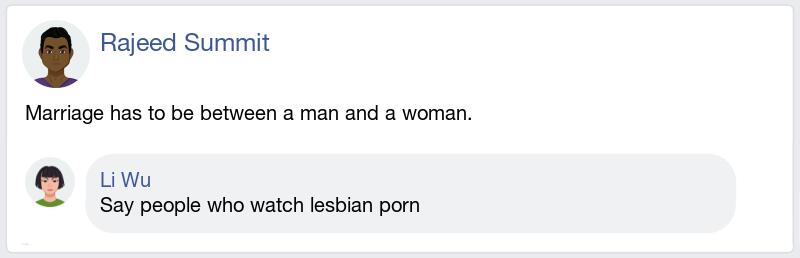 Rajeed Summit
Marriage has to be between a man and a woman.
Li Wu
Say people who watch lesbian porn